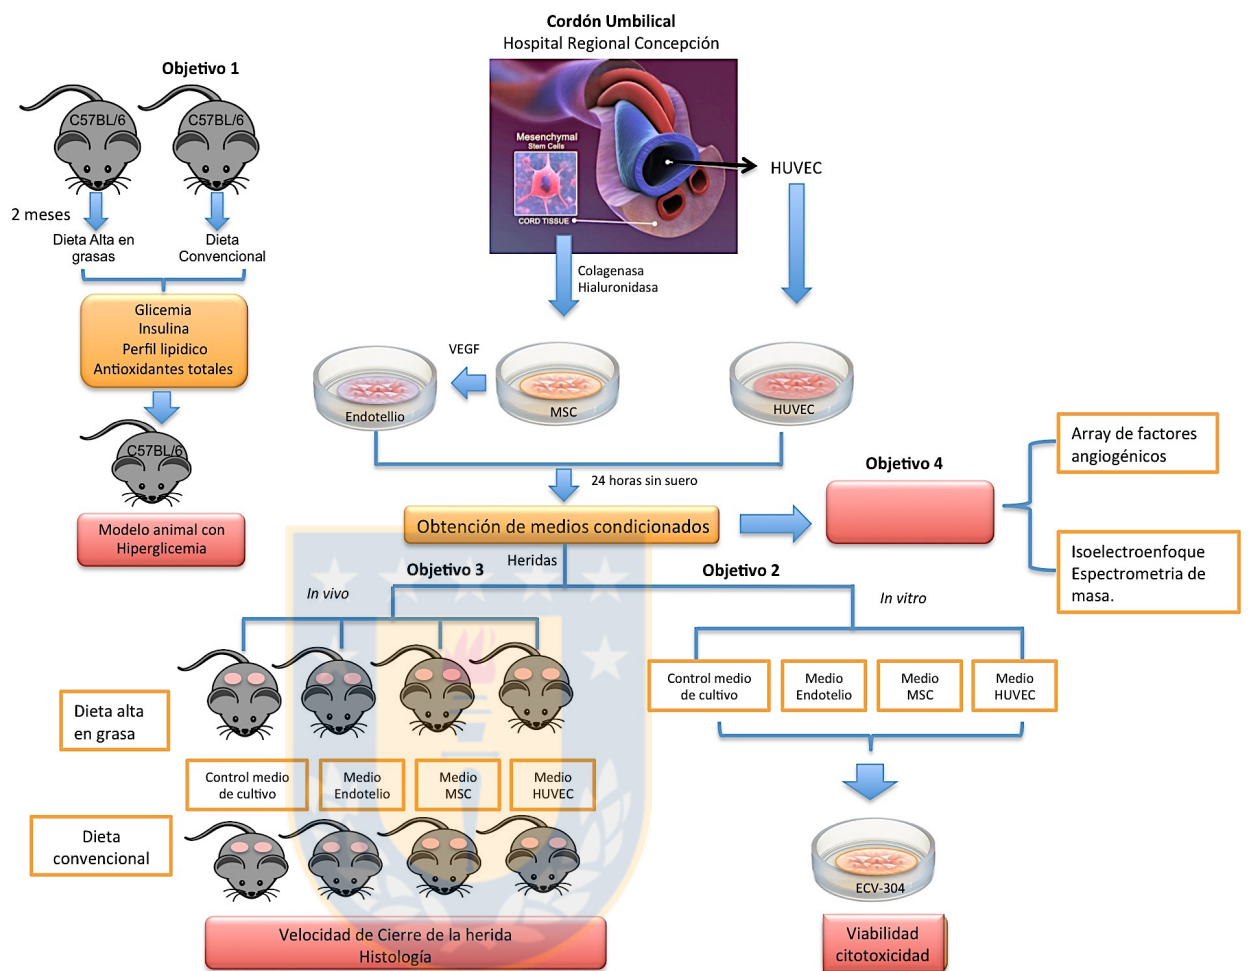 Cordón Umbilical
Hospital Regional Concepción
Objetivo 1
C57BL/6
C57BL/6
2 meses
Dieta Alta en
grasas
Dieta
Convencional
Glicemia
Insulina
Perfil lipidico
Antioxidantes totales
C57BL/6
Modelo animal con
Hiperglicemia
Mesenchymal
Stem Cells
CORD TISSUE
HUVEC
Colagenasa
Hialuronidasa
VEGF
Endotellio
MSC
HUVEC
24 horas sin suero
Obtención de medios condicionados
Objetivo 4
Array de factores
angiogénicos
Isoelectroenfoque
Espectrometria de
masa.
Heridas
Objetivo 3
Objetivo 2
In vivo
In vitro
Dieta alta
en grasa
Control medio
de cultivo
Medio
Endotelio
Medio
MSC
Medio
HUVEC
Dieta
convencional
Velocidad de Cierre de la herida
Histología
Control medio
de cultivo
Medio
Endotelio
Medio
MSC
Medio
HUVEC
ECV-304
Viabilidad
citotoxicidad